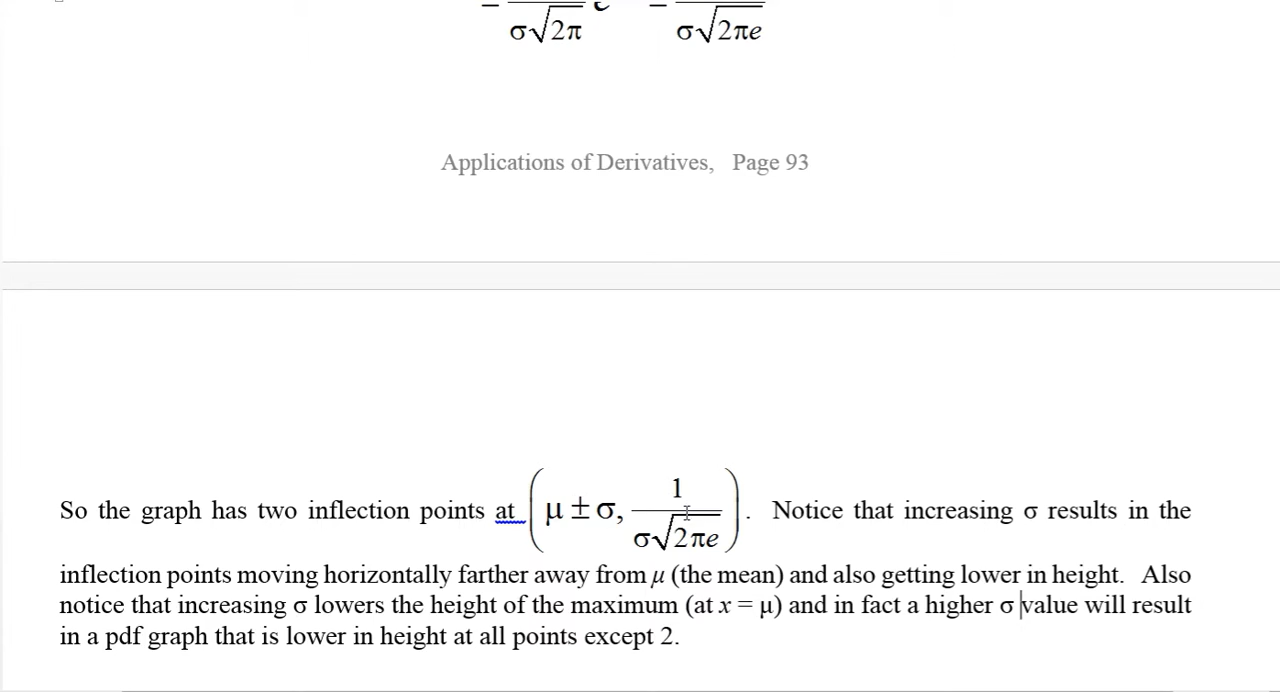 σ√2π σ√2πe
Applications of Derivatives, Page 93
So the graph has two inflection points at (μ ± σ, 1/(σ√2πe)). Notice that increasing σ results in the
inflection points moving horizontally farther away from μ (the mean) and also getting lower in height. Also
notice that increasing σ lowers the height of the maximum (at x = μ) and in fact a higher σ value will result
in a pdf graph that is lower in height at all points except 2.